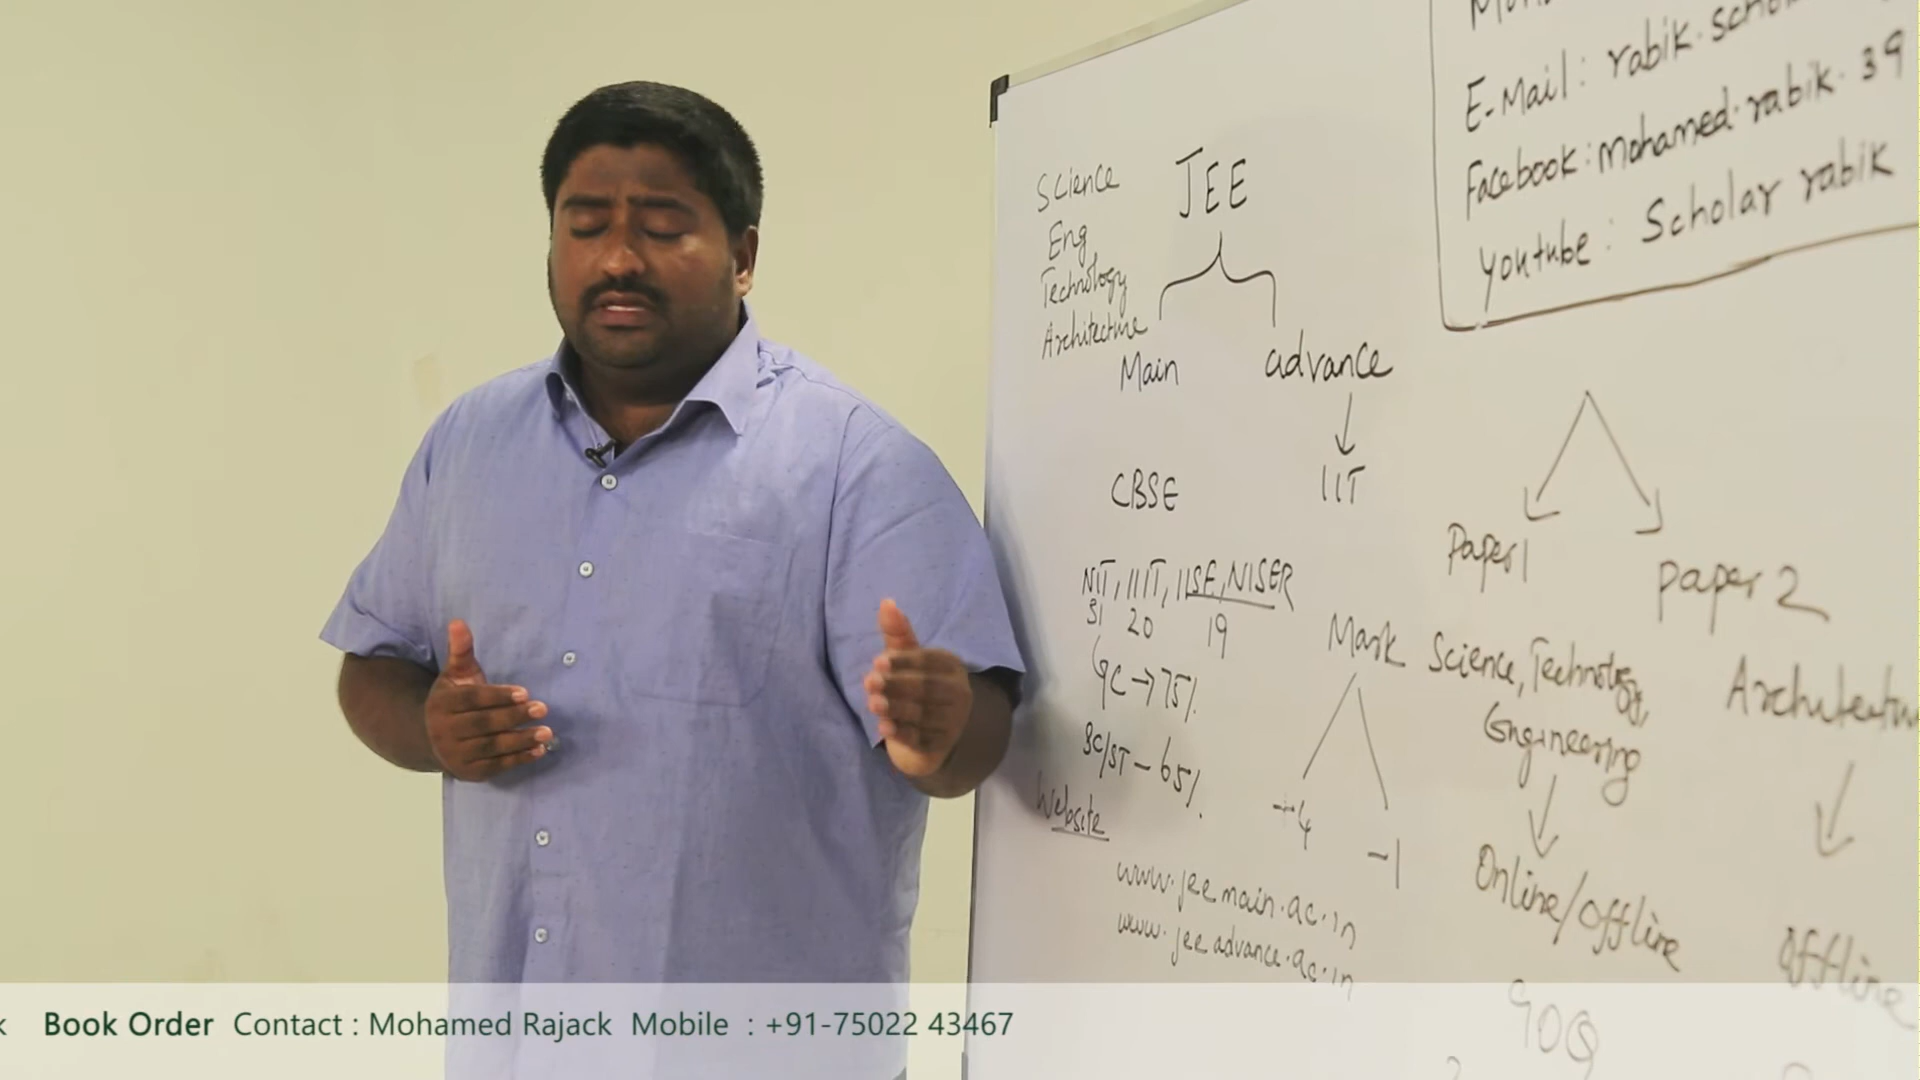 E-Mail: rabik.scho
Facebook: Mohamed.rabik.39
Youtube: Scholar rabik
Science
Eng
Technology
Architecture
JEE
Main
advance
IIT
CBSE
NIT, IIIT, IISE, NISER
31 20 19
75%
SC/ST - 65%
Website
www.jeemain.ac.in
www.jeeadvance.ac.in
Mark
+4
-1
Paper 1
Paper 2
Science, Technology,
Engineering
Architectu
Online/offline
Offline
90Q
Book Order Contact : Mohamed Rajack Mobile : +91-75022 43467